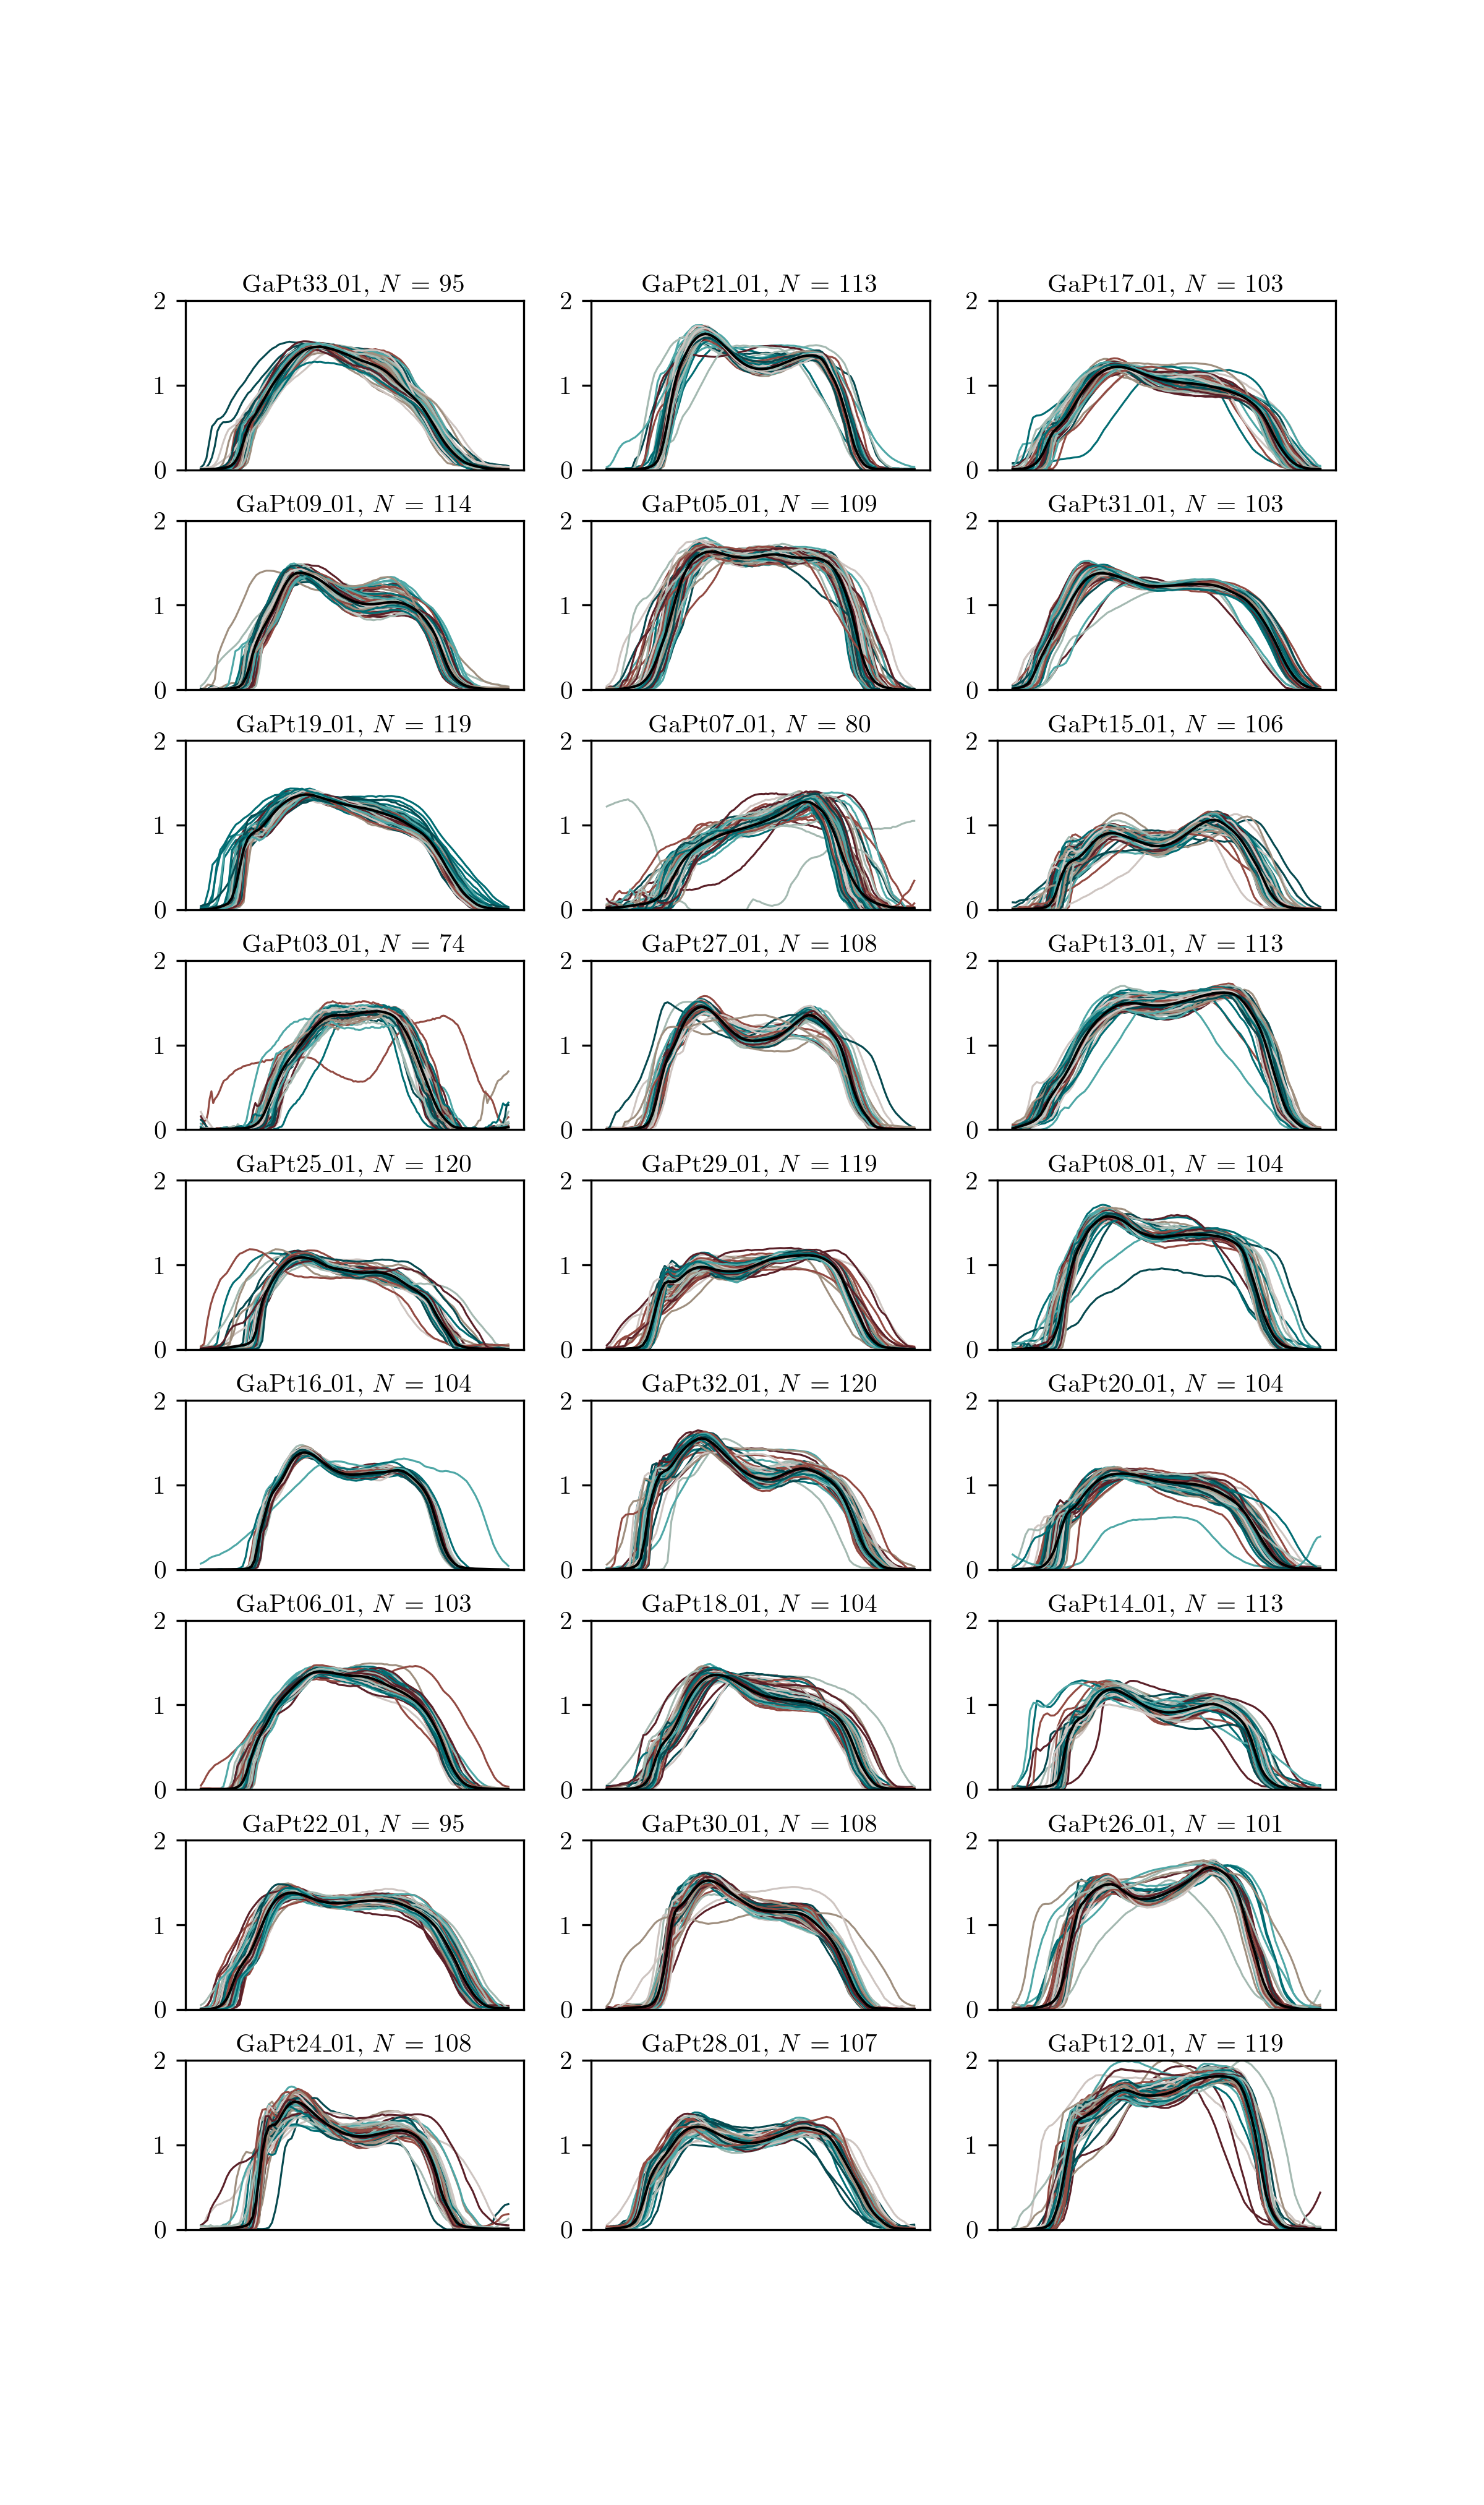 GaPt33_01, N = 95 GaPt21_01, N = 113 GaPt17_01, N = 103
2 2 2
1 1 1
0 0 0
GaPt09_01, N = 114 GaPt05_01, N = 109 GaPt31_01, N = 103
2 2 2
1 1 1
0 0 0
GaPt19_01, N = 119 GaPt07_01, N = 80 GaPt15_01, N = 106
2 2 2
1 1 1
0 0 0
GaPt03_01, N = 74 GaPt27_01, N = 108 GaPt13_01, N = 113
2 2 2
1 1 1
0 0 0
GaPt25_01, N = 120 GaPt29_01, N = 119 GaPt08_01, N = 104
2 2 2
1 1 1
0 0 0
GaPt16_01, N = 104 GaPt32_01, N = 120 GaPt20_01, N = 104
2 2 2
1 1 1
0 0 0
GaPt06_01, N = 103 GaPt18_01, N = 104 GaPt14_01, N = 113
2 2 2
1 1 1
0 0 0
GaPt22_01, N = 95 GaPt30_01, N = 108 GaPt26_01, N = 101
2 2 2
1 1 1
0 0 0
GaPt24_01, N = 108 GaPt28_01, N = 107 GaPt12_01, N = 119
2 2 2
1 1 1
0 0 0